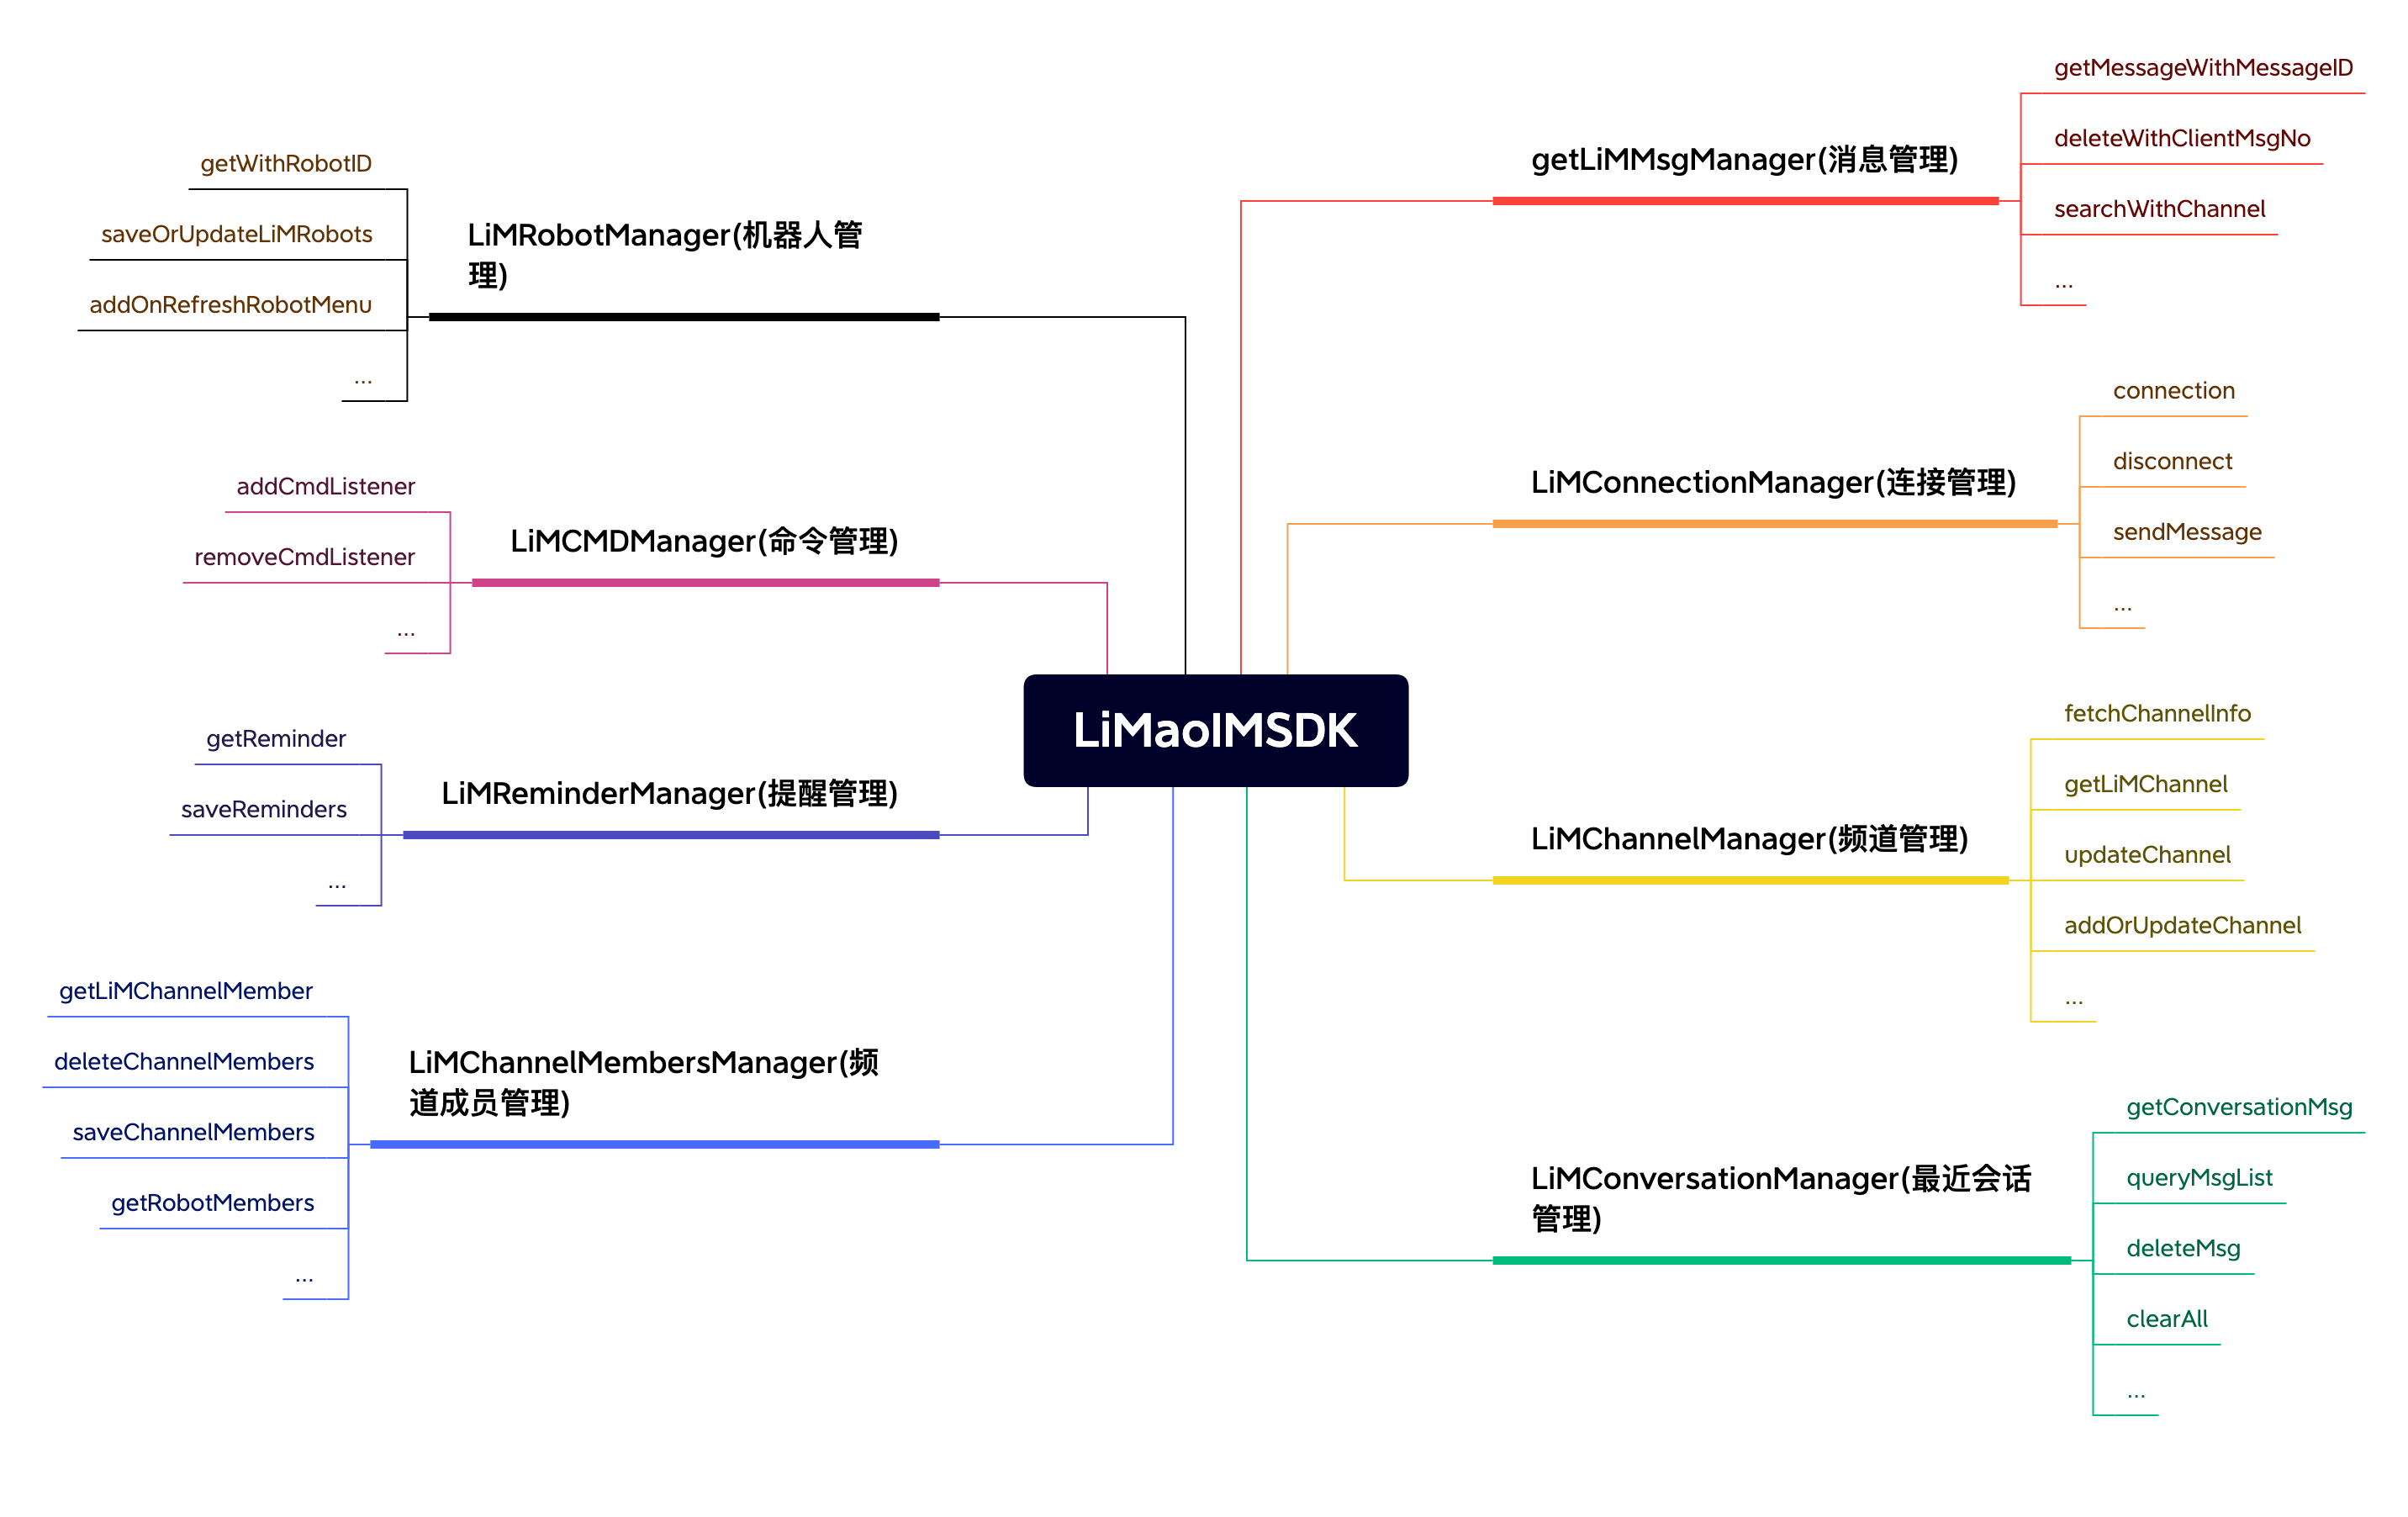 LiMaoIMSDK
getLiMMsgManager(消息管理)
getMessageWithMessageID
deleteWithClientMsgNo
searchWithChannel
...
LiMConnectionManager(连接管理)
connection
disconnect
sendMessage
...
LiMChannelManager(频道管理)
fetchChannelInfo
getLiMChannel
updateChannel
addOrUpdateChannel
...
LiMConversationManager(最近会话
管理)
getConversationMsg
queryMsgList
deleteMsg
clearAll
...
LiMRobotManager(机器人管
理)
getWithRobotID
saveOrUpdateLiMRobots
addOnRefreshRobotMenu
...
LiMCMDManager(命令管理)
addCmdListener
removeCmdListener
...
LiMReminderManager(提醒管理)
getReminder
saveReminders
...
LiMChannelMembersManager(频
道成员管理)
getLiMChannelMember
deleteChannelMembers
saveChannelMembers
getRobotMembers
...